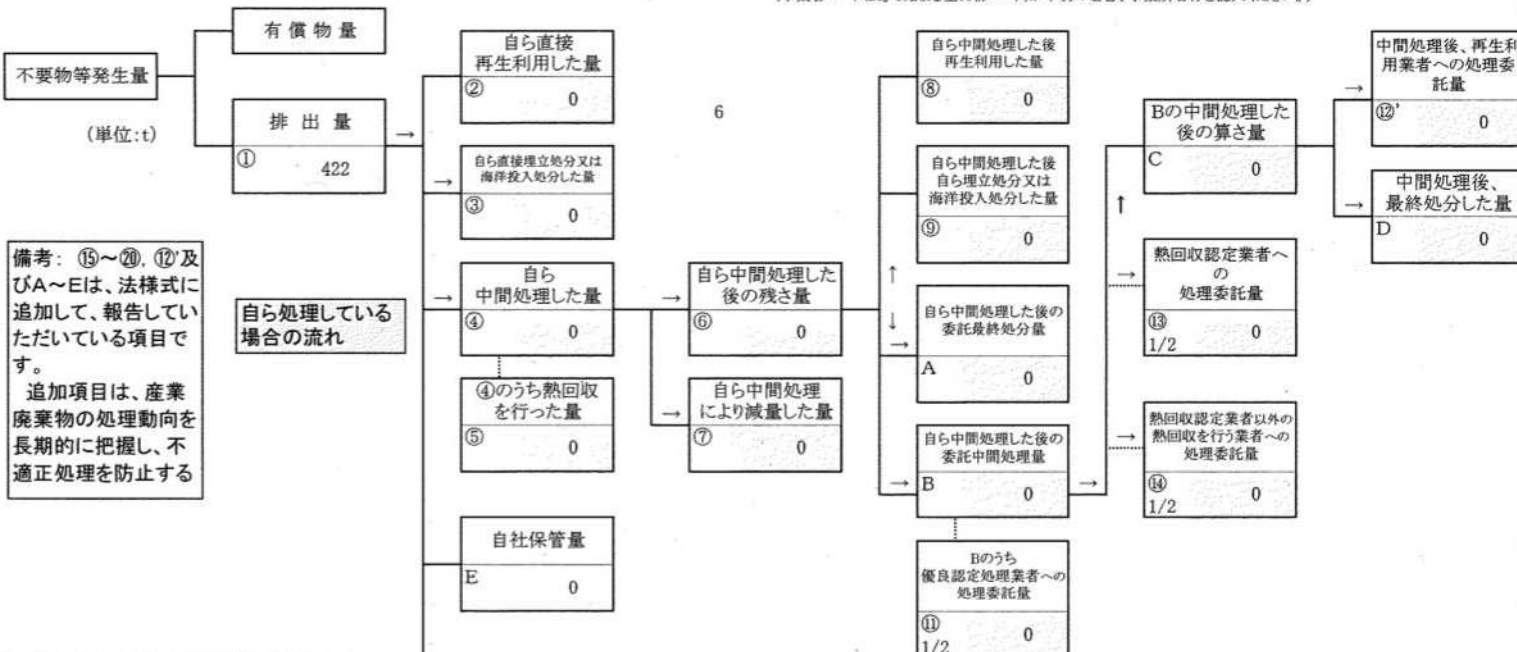 不要物等発生量
(単位:t)
有償物量
排 出 量
①
422
→
備考: ⑮～⑳, ⑫'及
びA～Eは、法様式に
追加して、報告してい
ただいている項目で
す。
追加項目は、産業
廃棄物の処理動向を
長期的に把握し、不
適正処理を防止する
自ら処理している
場合の流れ
自ら直接
再生利用した量
②
0
→
自ら直接埋立処分又は
海洋投入処分した量
③
0
→
自ら
中間処理した量
④
0
④のうち熱回収
を行った量
⑤
0
自社保管量
E
0
6
→
自ら中間処理した
後の残さ量
⑥
0
→
自ら中間処理
により減量した量
⑦
0
自ら中間処理した後
再生利用した量
⑧
0
自ら中間処理した後
自ら埋立処分又は
海洋投入処分した量
⑨
0
↑
↓
→
自ら中間処理した後の
委託最終処分量
A
0
→
自ら中間処理した後の
委託中間処理量
B
0
→
Bのうち
優良認定処理業者への
処理委託量
⑪
1/2
0
↑
Bの中間処理した
後の算さ量
C
0
→
熱回収認定業者へ
の
処理委託量
⑬
1/2
0
→
熱回収認定業者以外の
熱回収を行う業者への
処理委託量
⑭
1/2
0
→
中間処理後、再生利
用業者への処理委
託量
⑫'
0
→
中間処理後、
最終処分した量
D
0